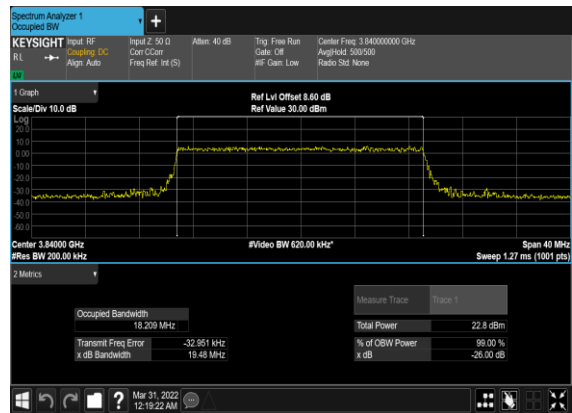 Spectrum Analyzer 1
Occupied BW
+
KEYSIGHT Input: RF Input Z: 50 Ω Atten: 40 dB Trig: Free Run Center Freq: 3.840000000 GHz
RL Coupling: DC Corr CCorr Gate: Off Avg|Hold: 500/500
Align: Auto Freq Ref: Int (S) #IF Gain: Low Radio Std: None
1 Graph
Ref Lvl Offset 8.60 dB
Scale/Div 10.0 dB Ref Value 30.00 dBm
Log
20.0
10.0
0.00
-10.0
-20.0
-30.0
-40.0
-50.0
-60.0
Center 3.84000 GHz #Video BW 620.00 kHz* Span 40 MHz
#Res BW 200.00 kHz Sweep 1.27 ms (1001 pts)
2 Metrics
Measure Trace Trace 1
Occupied Bandwidth
18.209 MHz Total Power 22.8 dBm
Transmit Freq Error -32.951 kHz % of OBW Power 99.00 %
x dB Bandwidth 19.48 MHz x dB -26.00 dB
?
Mar 31, 2022
12:19:22 AM